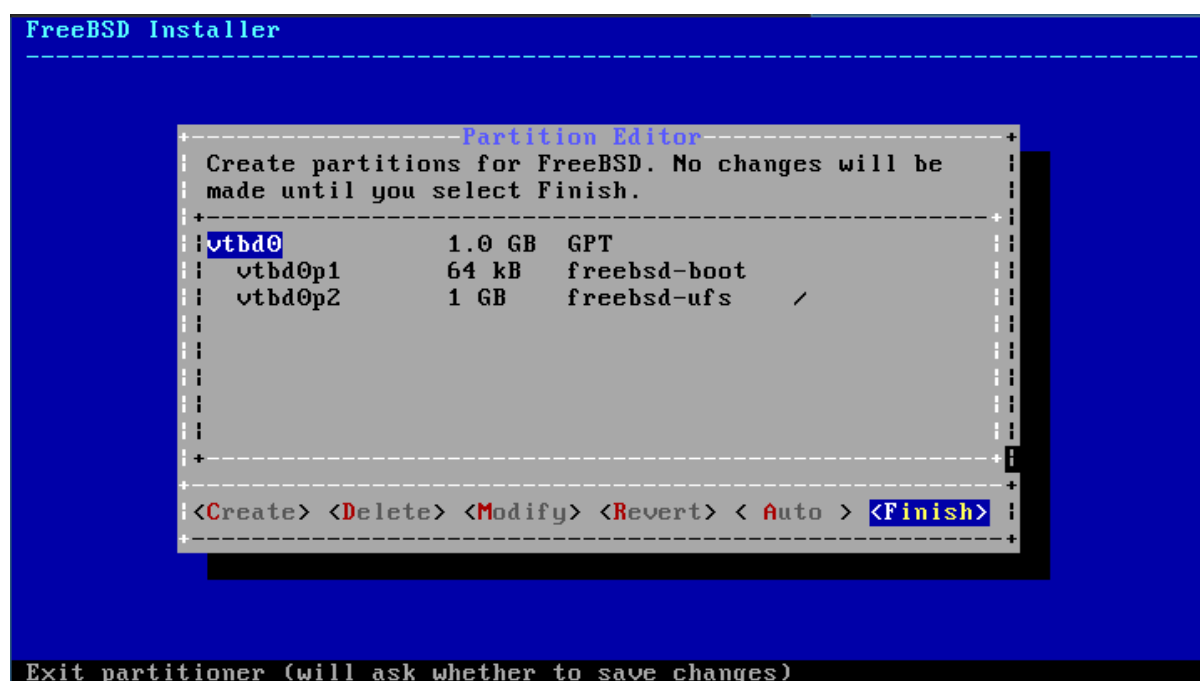 FreeBSD Installer
Partition Editor
Create partitions for FreeBSD. No changes will be
made until you select Finish.
vtbd0 1.0 GB GPT
vtbd0p1 64 kB freebsd-boot
vtbd0p2 1 GB freebsd-ufs /
<Create> <Delete> <Modify> <Revert> < Auto > <Finish>
Exit partitioner (will ask whether to save changes)